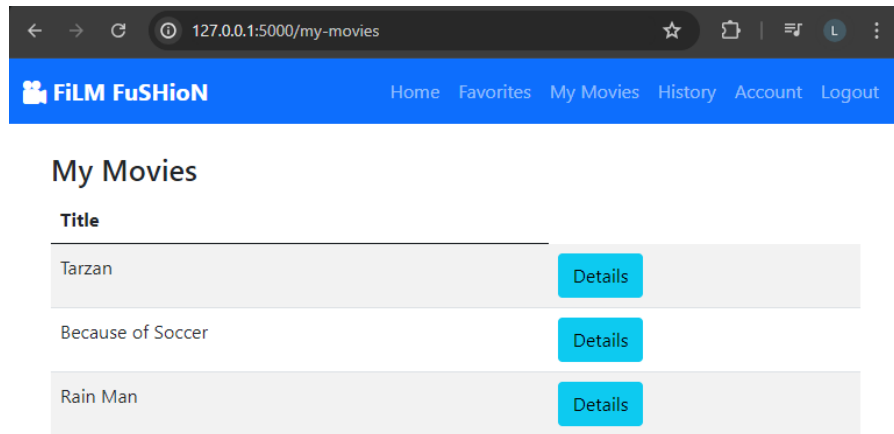 127.0.0.1:5000/my-movies
L
FiLM FuSHioN Home Favorites My Movies History Account Logout
My Movies
Title
Tarzan Details
Because of Soccer Details
Rain Man Details